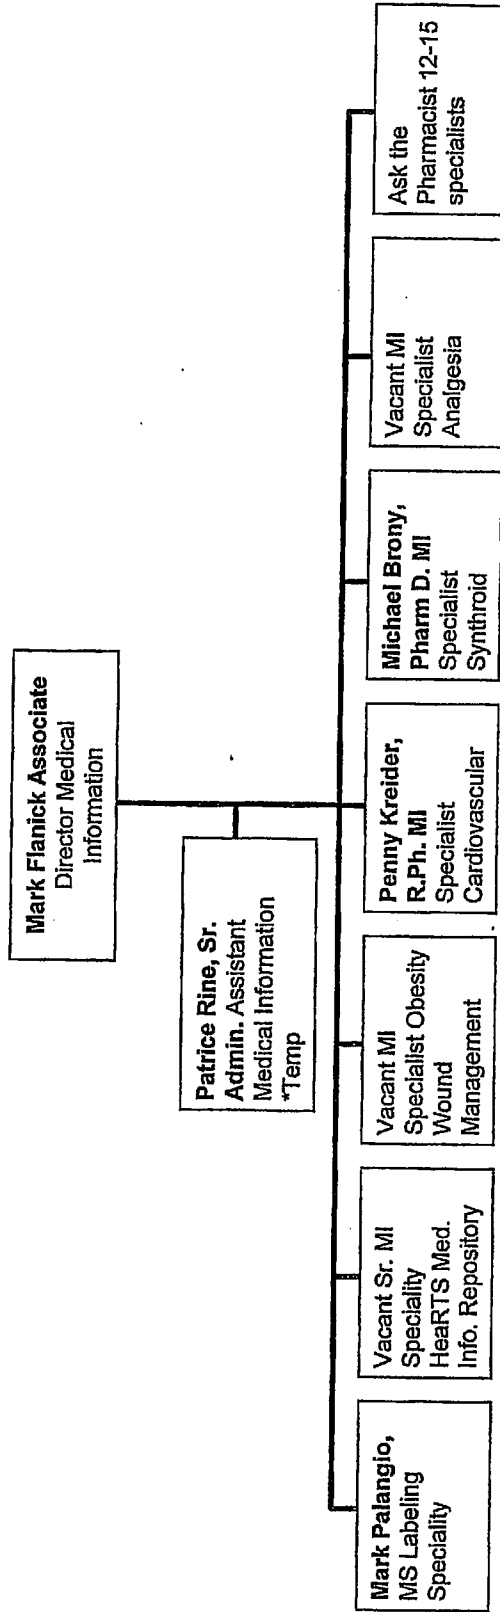 Mark Flanick Associate
Director Medical
Information
Patrice Rine, Sr.
Admin. Assistant
Medical Information
*Temp
Mark Palangio,
MS Labeling
Speciality
Vacant Sr. MI
Speciality
HeaRTS Med.
Info. Repository
Vacant MI
Specialist Obesity
Wound
Management
Penny Kreider,
R.Ph. MI
Specialist
Cardiovascular
Michael Brony,
Pharm D. MI
Specialist
Synthroid
Vacant MI
Specialist
Analgesia
Ask the
Pharmacist 12-15
specialists